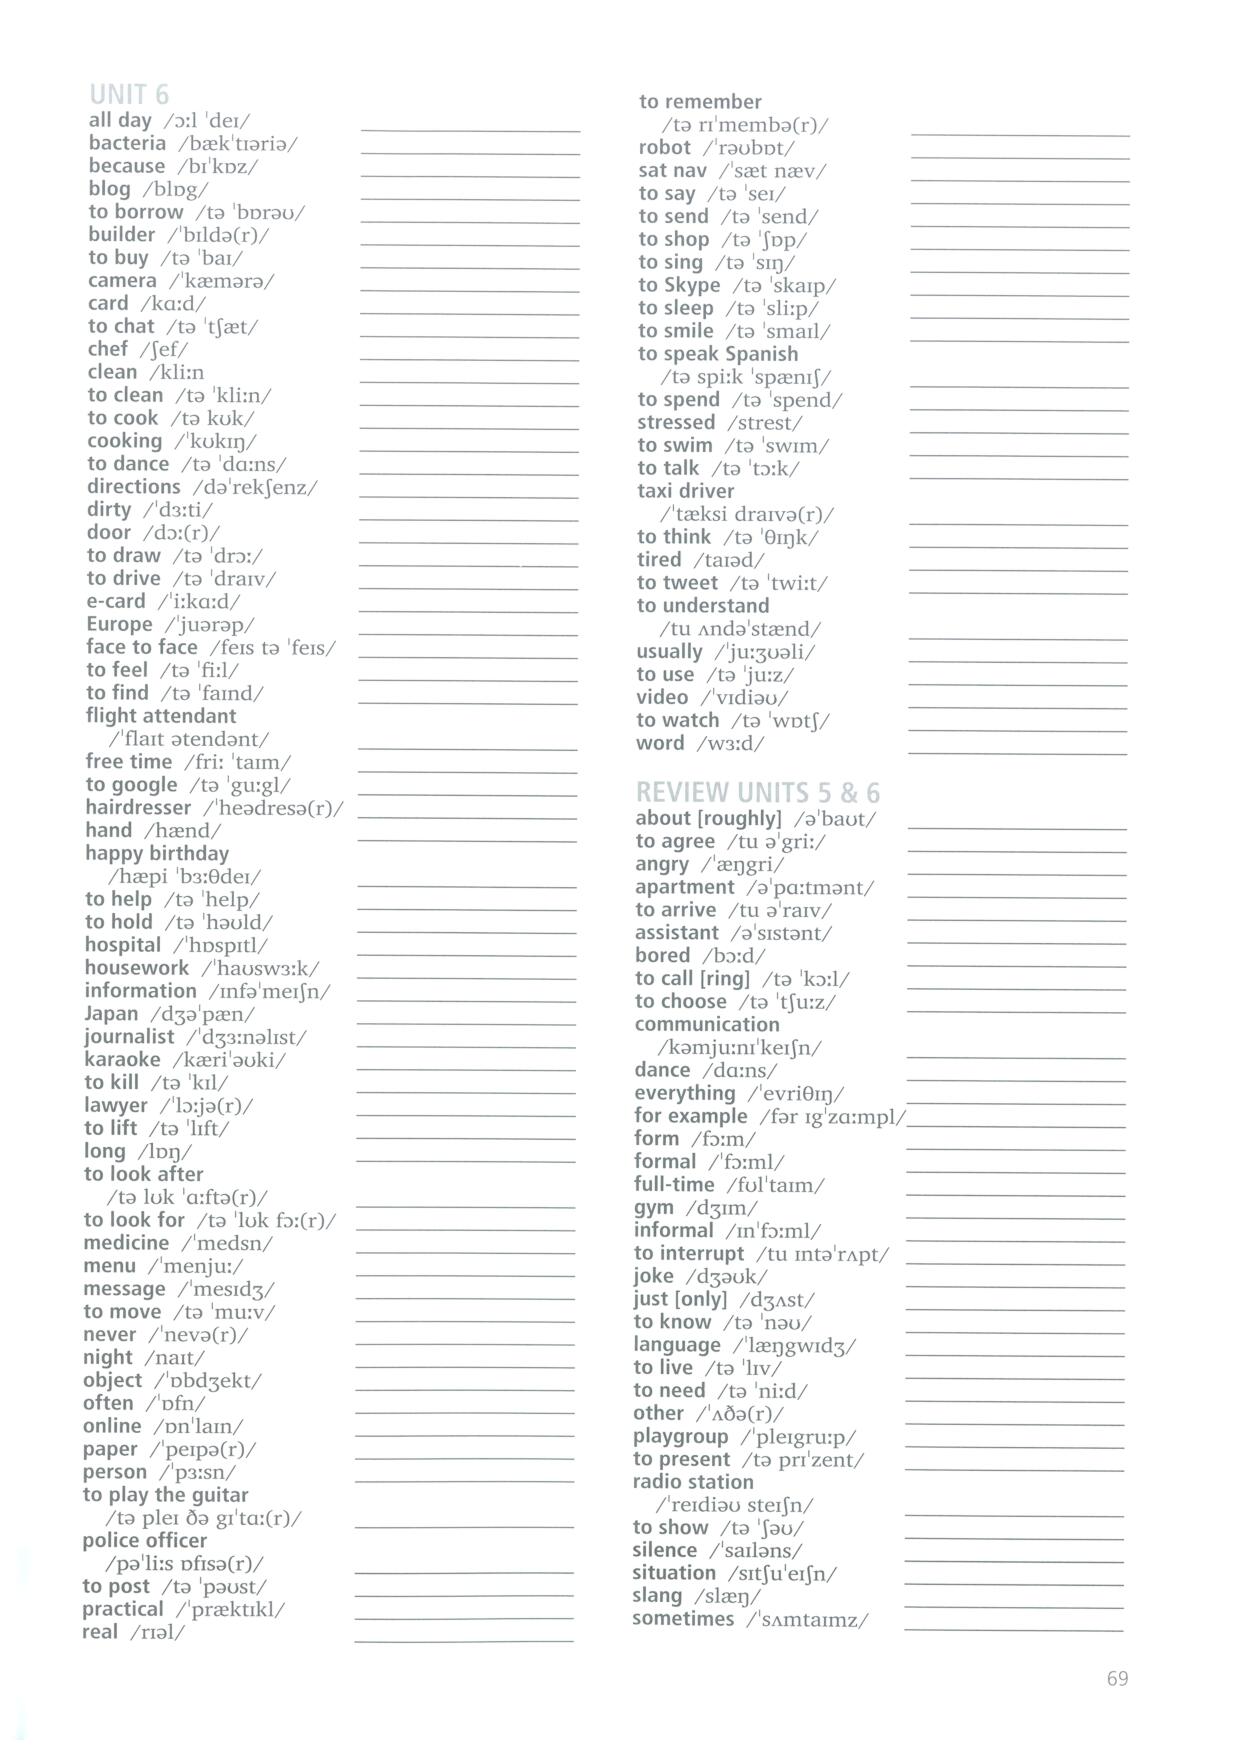 UNIT 6
all day /ɔːl ˈdeɪ/
bacteria /bækˈtɪəriə/
because /bɪˈkɒz/
blog /blɒg/
to borrow /tə ˈbɒrəʊ/
builder /ˈbɪldə(r)/
to buy /tə ˈbaɪ/
camera /ˈkæmərə/
card /kɑːd/
to chat /tə ˈtʃæt/
chef /ʃef/
clean /kliːn
to clean /tə ˈkliːn/
to cook /tə kʊk/
cooking /ˈkʊkɪŋ/
to dance /tə ˈdɑːns/
directions /dəˈrekʃenz/
dirty /ˈdɜːti/
door /dɔː(r)/
to draw /tə ˈdrɔː/
to drive /tə ˈdraɪv/
e-card /ˈiːkɑːd/
Europe /ˈjuərəp/
face to face /feɪs tə ˈfeɪs/
to feel /tə ˈfiːl/
to find /tə ˈfaɪnd/
flight attendant
/ˈflaɪt ətendənt/
free time /friː ˈtaɪm/
to google /tə ˈguːgl/
hairdresser /ˈheədresə(r)/
hand /hænd/
happy birthday
/hæpi ˈbɜːθdeɪ/
to help /tə ˈhelp/
to hold /tə ˈhəʊld/
hospital /ˈhɒspɪtl/
housework /ˈhaʊswɜːk/
information /ɪnfəˈmeɪʃn/
Japan /dʒəˈpæn/
journalist /ˈdʒɜːnəlɪst/
karaoke /kæriˈəʊki/
to kill /tə ˈkɪl/
lawyer /ˈlɔːjə(r)/
to lift /tə ˈlɪft/
long /lɒŋ/
to look after
/tə lʊk ˈɑːftə(r)/
to look for /tə ˈlʊk fɔː(r)/
medicine /ˈmedsn/
menu /ˈmenjuː/
message /ˈmesɪdʒ/
to move /tə ˈmuːv/
never /ˈnevə(r)/
night /naɪt/
object /ˈɒbdʒekt/
often /ˈɒfn/
online /ɒnˈlaɪn/
paper /ˈpeɪpə(r)/
person /ˈpɜːsn/
to play the guitar
/tə pleɪ ðə gɪˈtɑː(r)/
police officer
/pəˈliːs ɒfɪsə(r)/
to post /tə ˈpəʊst/
practical /ˈpræktɪkl/
real /rɪəl/
to remember
/tə rɪˈmembə(r)/
robot /ˈrəʊbɒt/
sat nav /ˈsæt næv/
to say /tə ˈseɪ/
to send /tə ˈsend/
to shop /tə ˈʃɒp/
to sing /tə ˈsɪŋ/
to Skype /tə ˈskaɪp/
to sleep /tə ˈsliːp/
to smile /tə ˈsmaɪl/
to speak Spanish
/tə spiːk ˈspænɪʃ/
to spend /tə ˈspend/
stressed /strest/
to swim /tə ˈswɪm/
to talk /tə ˈtɔːk/
taxi driver
/ˈtæksi draɪvə(r)/
to think /tə ˈθɪŋk/
tired /taɪəd/
to tweet /tə ˈtwiːt/
to understand
/tu ʌndəˈstænd/
usually /ˈjuːʒʊəli/
to use /tə ˈjuːz/
video /ˈvɪdiəʊ/
to watch /tə ˈwɒtʃ/
word /wɜːd/
REVIEW UNITS 5 & 6
about [roughly] /əˈbaʊt/
to agree /tu əˈgriː/
angry /ˈæŋgri/
apartment /əˈpɑːtmənt/
to arrive /tu əˈraɪv/
assistant /əˈsɪstənt/
bored /bɔːd/
to call [ring] /tə ˈkɔːl/
to choose /tə ˈtʃuːz/
communication
/kəmjuːnɪˈkeɪʃn/
dance /dɑːns/
everything /ˈevriθɪŋ/
for example /fər ɪgˈzɑːmpl/
form /fɔːm/
formal /ˈfɔːml/
full-time /fʊlˈtaɪm/
gym /dʒɪm/
informal /ɪnˈfɔːml/
to interrupt /tu ɪntəˈrʌpt/
joke /dʒəʊk/
just [only] /dʒʌst/
to know /tə ˈnəʊ/
language /ˈlæŋgwɪdʒ/
to live /tə ˈlɪv/
to need /tə ˈniːd/
other /ˈʌðə(r)/
playgroup /ˈpleɪgruːp/
to present /tə prɪˈzent/
radio station
/ˈreɪdiəʊ steɪʃn/
to show /tə ˈʃəʊ/
silence /ˈsaɪləns/
situation /sɪtʃuˈeɪʃn/
slang /slæŋ/
sometimes /ˈsʌmtaɪmz/
69